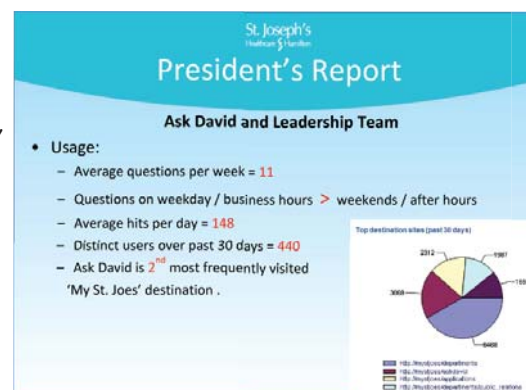 St. Joseph's
Healthcare Hamilton
President's Report
Ask David and Leadership Team
• Usage:
– Average questions per week = 11
– Questions on weekday / business hours > weekends / after hours
– Average hits per day = 148
– Distinct users over past 30 days = 440
– Ask David is 2nd most frequently visited
'My St. Joes' destination .
Top destination sites (past 30 days)
2312
1987
3068
6468